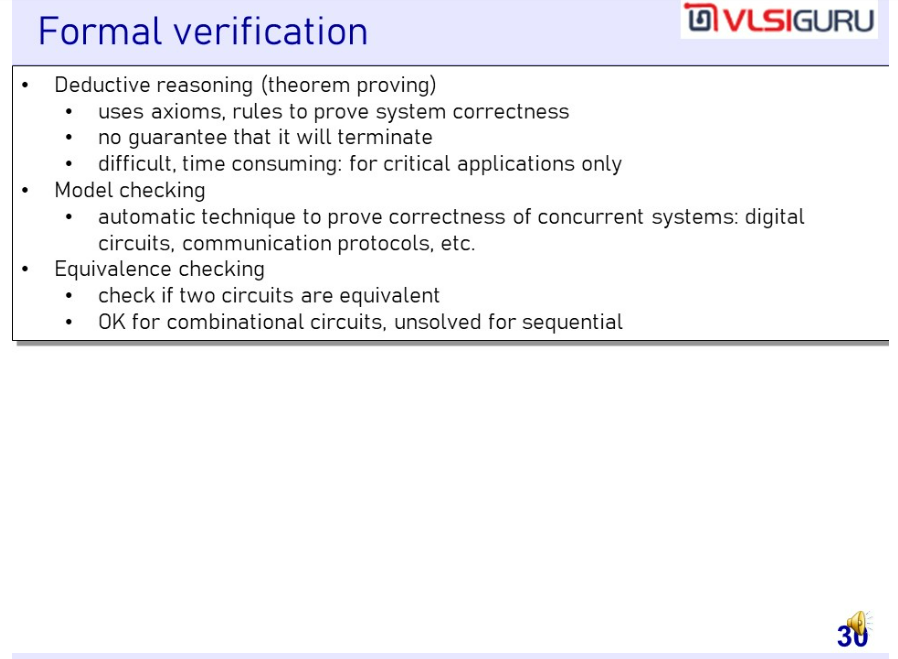 Formal verification
VLSIGURU
• Deductive reasoning (theorem proving)
• uses axioms, rules to prove system correctness
• no guarantee that it will terminate
• difficult, time consuming: for critical applications only
• Model checking
• automatic technique to prove correctness of concurrent systems: digital
circuits, communication protocols, etc.
• Equivalence checking
• check if two circuits are equivalent
• OK for combinational circuits, unsolved for sequential
30